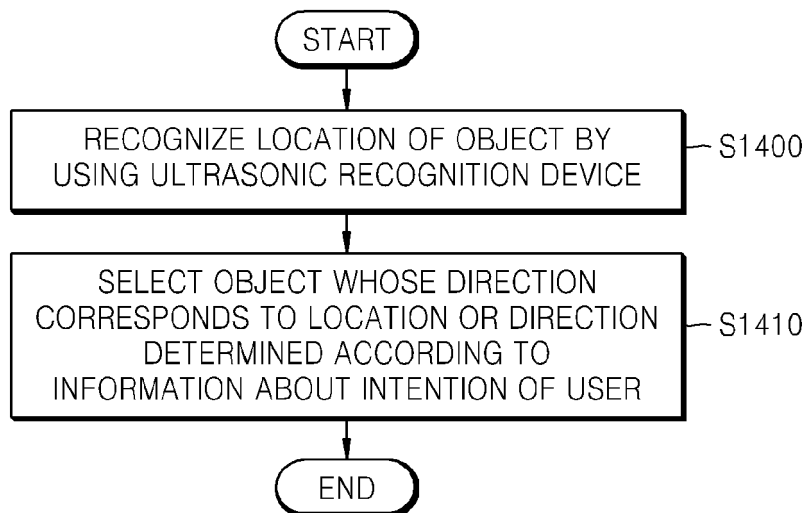 START
RECOGNIZE LOCATION OF OBJECT BY
USING ULTRASONIC RECOGNITION DEVICE
S1400
SELECT OBJECT WHOSE DIRECTION
CORRESPONDS TO LOCATION OR DIRECTION
DETERMINED ACCORDING TO
INFORMATION ABOUT INTENTION OF USER
S1410
END